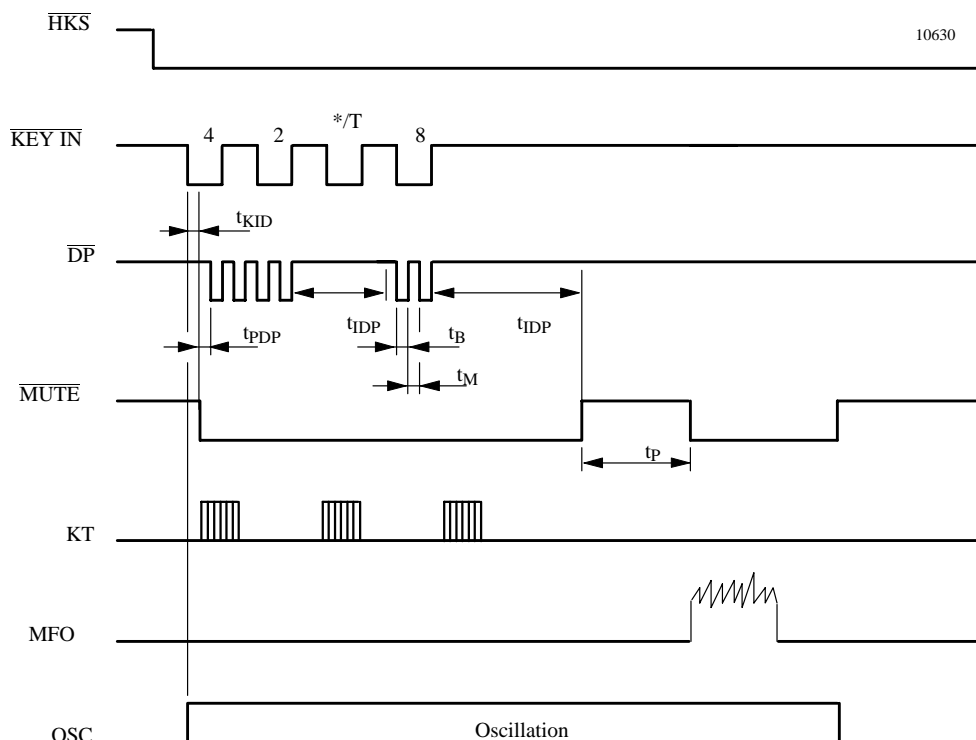 HKS
10630
KEY IN
4
2
*/T
8
tKID
DP
tPDP
tIDP
tB
tIDP
tM
MUTE
tP
KT
MFO
OSC
Oscillation